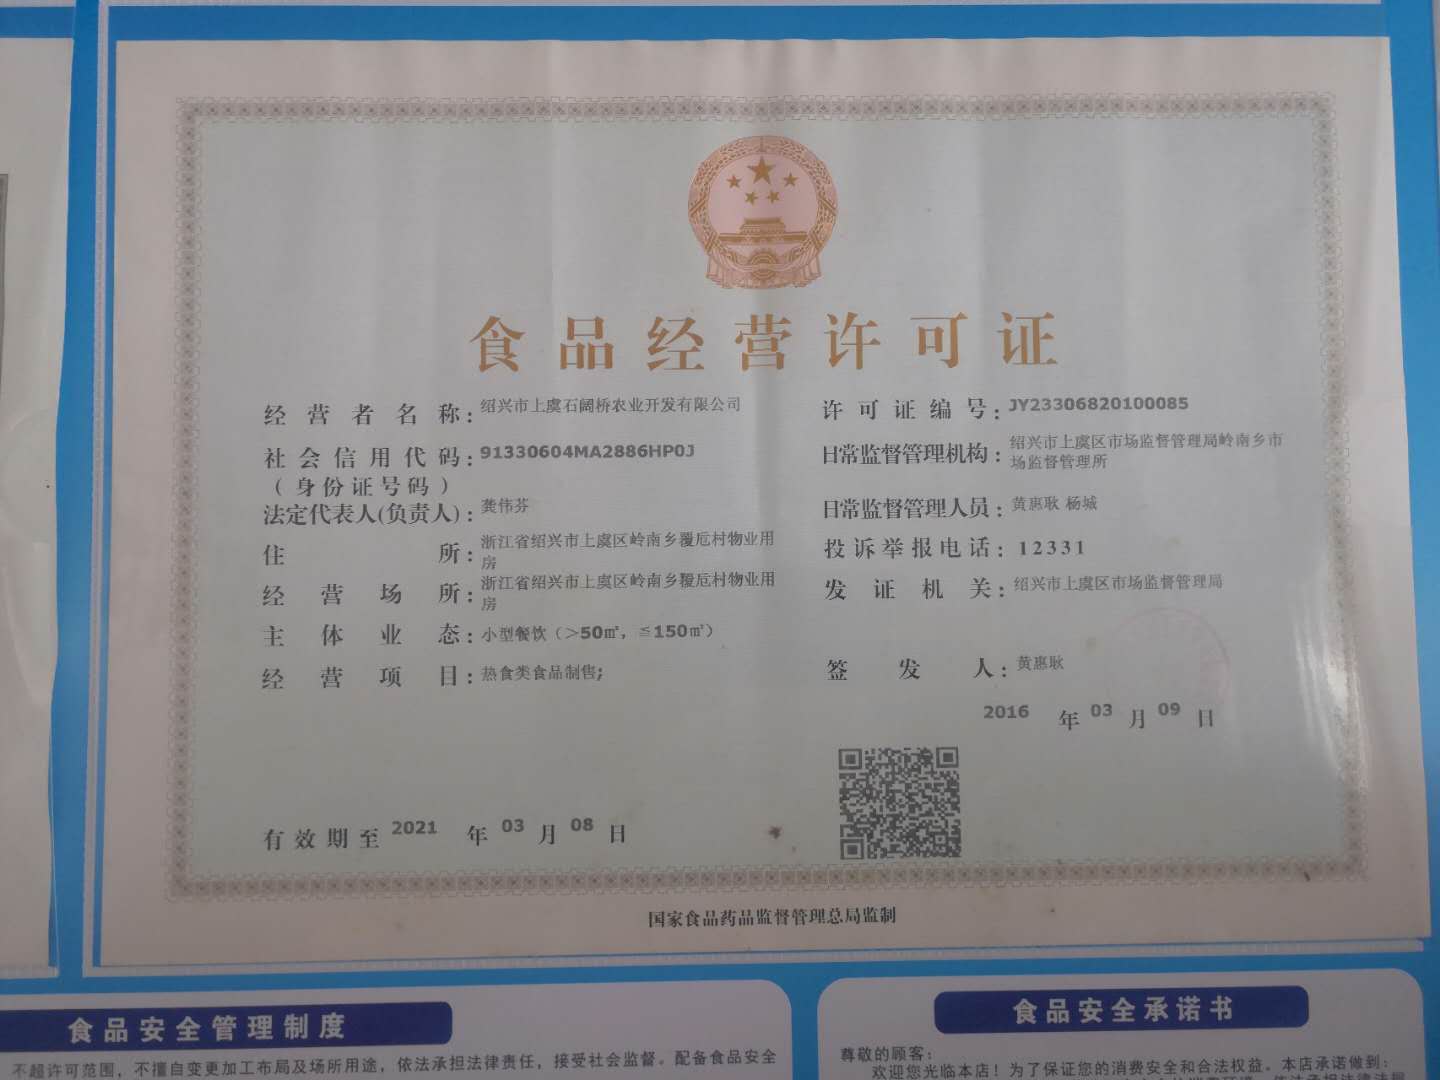 食品经营许可证
经营者名称：绍兴市上虞石阔桥农业开发有限公司
社会信用代码：91330604MA2886HP0J
（身份证号码）
法定代表人(负责人)：龚伟芬
住所：浙江省绍兴市上虞区岭南乡覆卮村物业用
房
经营场所：浙江省绍兴市上虞区岭南乡覆卮村物业用
房
主体业态：小型餐饮（＞50㎡，≦150㎡）
经营项目：热食类食品制售;
有效期至2021年03月08日
许可证编号：JY23306820100085
日常监督管理机构：绍兴市上虞区市场监督管理局岭南乡市
场监督管理所
日常监督管理人员：黄惠耿 杨城
投诉举报电话：12331
发证机关：绍兴市上虞区市场监督管理局
签发人：黄惠耿
2016年03月09日
国家食品药品监督管理总局监制
食品安全管理制度
不超许可范围，不擅自变更加工布局及场所用途，依法承担法律责任，接受社会监督。配备食品安全
食品安全承诺书
尊敬的顾客：
欢迎您光临本店！为了保证您的消费安全和合法权益。本店承诺做到：